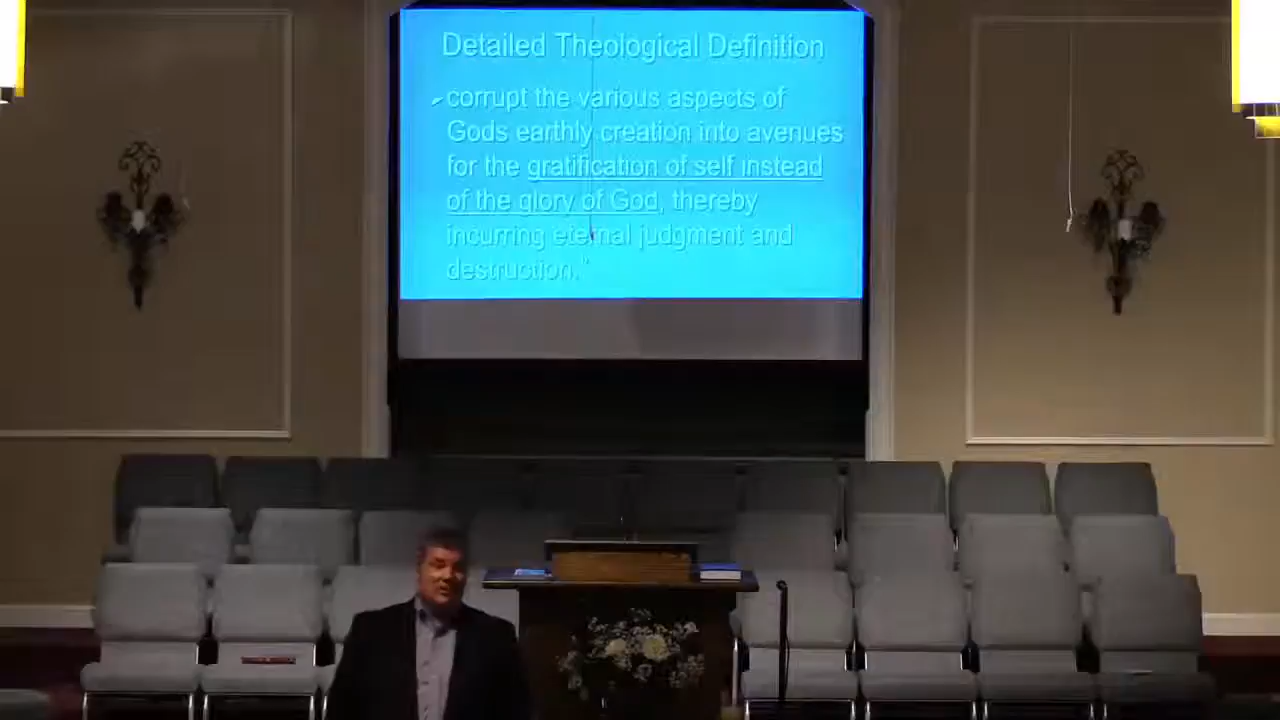 Detailed Theological Definition
corrupt the various aspects of
Gods earthly creation into avenues
for the gratification of self instead
of the glory of God, thereby
incurring eternal judgment and
destruction."